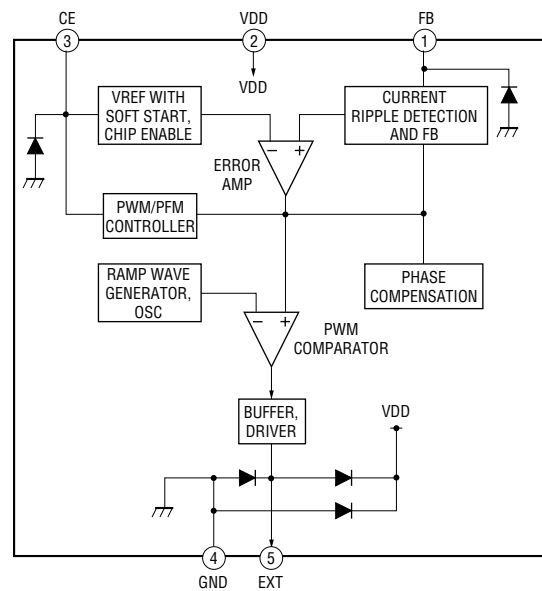 CE
VDD
FB
3
2
1
VDD
VREF WITH
SOFT START,
CHIP ENABLE
CURRENT
RIPPLE DETECTION
AND FB
– +
ERROR
AMP
PWM/PFM
CONTROLLER
RAMP WAVE
GENERATOR,
OSC
PHASE
COMPENSATION
– +
PWM
COMPARATOR
BUFFER,
DRIVER
VDD
4
5
GND
EXT